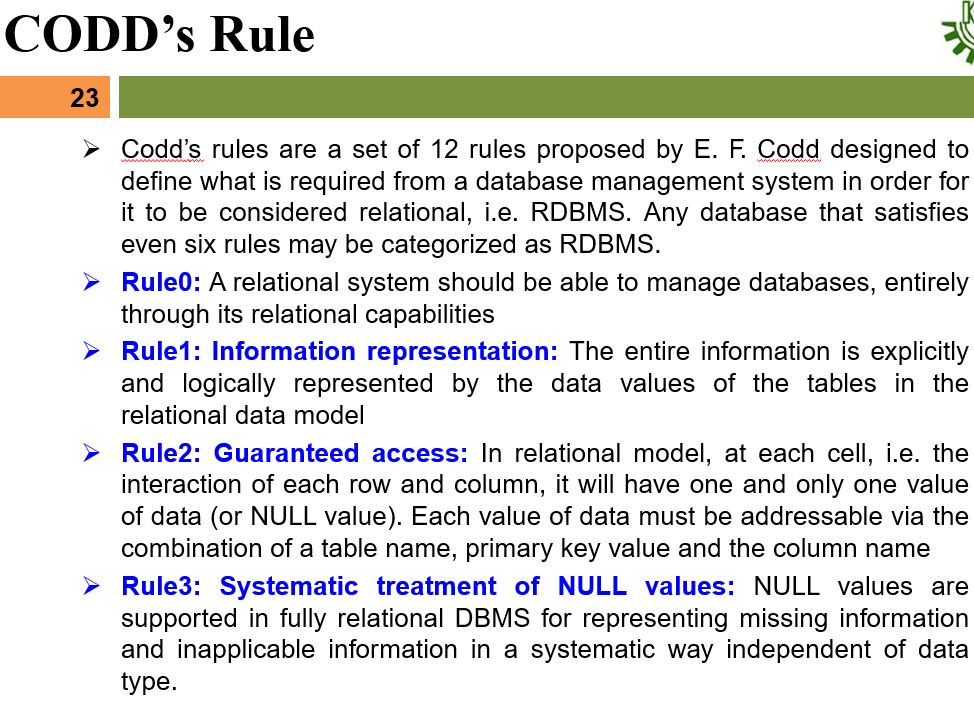 CODD’s Rule
23
➢ Codd’s rules are a set of 12 rules proposed by E. F. Codd designed to
define what is required from a database management system in order for
it to be considered relational, i.e. RDBMS. Any database that satisfies
even six rules may be categorized as RDBMS.
➢ Rule0: A relational system should be able to manage databases, entirely
through its relational capabilities
➢ Rule1: Information representation: The entire information is explicitly
and logically represented by the data values of the tables in the
relational data model
➢ Rule2: Guaranteed access: In relational model, at each cell, i.e. the
interaction of each row and column, it will have one and only one value
of data (or NULL value). Each value of data must be addressable via the
combination of a table name, primary key value and the column name
➢ Rule3: Systematic treatment of NULL values: NULL values are
supported in fully relational DBMS for representing missing information
and inapplicable information in a systematic way independent of data
type.